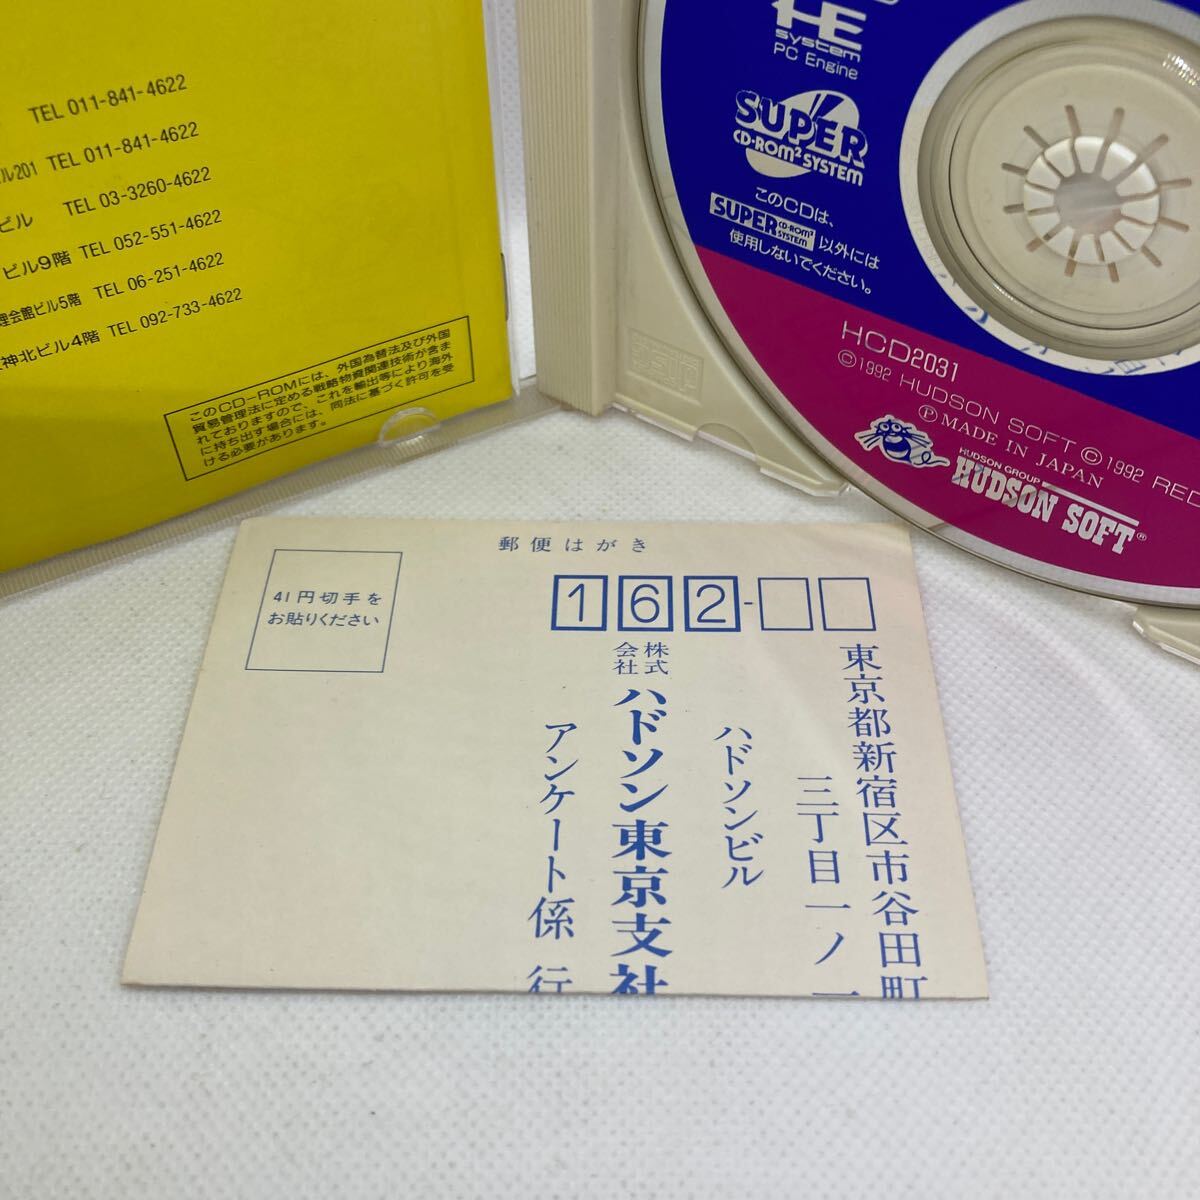 TEL 011-841-4622
ビル201 TEL 011-841-4622
ビル TEL 03-3260-4622
ビル9階 TEL 052-551-4622
理会館ビル5階 TEL 06-251-4622
神北ビル4階 TEL 092-733-4622
このCD-ROMには、外国為替法及び外国
貿易管理法に定める戦略物資関連技術が含ま
れておりますので、これを輸出等により海外
に持ち出す場合には、同法に基づく許可を受
ける必要があります。
HE
system
PC Engine
SUPER
CD-ROM² SYSTEM
このCDは、
SUPER CD-ROM² SYSTEM 以外には
使用しないでください。
HCD2031
©1992 HUDSON SOFT ©1992 RED
Ⓟ MADE IN JAPAN
HUDSON GROUP
HUDSON SOFT®
郵便はがき
41円切手を
お貼りください
162-
東京都新宿区市谷田町
三丁目一ノ一
ハドソンビル
株式会社 ハドソン東京支社
アンケート係 行